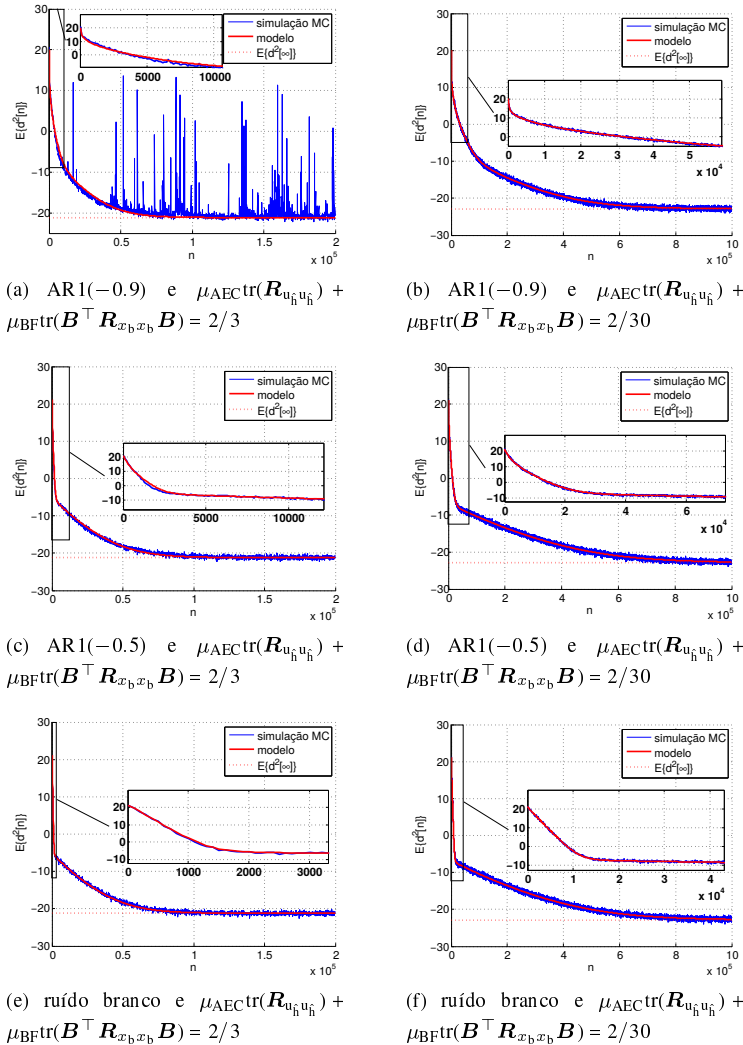 30
20
10
0
−10
−20
0 0.5 1 1.5 2
x 10⁵
n
E{d²[n]}
simulação MC
modelo
E{d²[∞]}
20
10
0
0 5000 10000
(a) AR1(−0.9) e μ_AEC tr(R_{u_ĥ u_ĥ}) +
μ_BF tr(B^⊤ R_{x_b x_b} B) = 2/3
30
20
10
0
−10
−20
−30
0 2 4 6 8 10
x 10⁵
n
E{d²[n]}
simulação MC
modelo
E{d²[∞]}
20
10
0
0 1 2 3 4 5
x 10⁴
(b) AR1(−0.9) e μ_AEC tr(R_{u_ĥ u_ĥ}) +
μ_BF tr(B^⊤ R_{x_b x_b} B) = 2/30
30
20
10
0
−10
−20
−30
0 0.5 1 1.5 2
x 10⁵
n
E{d²[n]}
simulação MC
modelo
E{d²[∞]}
20
10
0
−10
0 5000 10000
(c) AR1(−0.5) e μ_AEC tr(R_{u_ĥ u_ĥ}) +
μ_BF tr(B^⊤ R_{x_b x_b} B) = 2/3
30
20
10
0
−10
−20
−30
0 2 4 6 8 10
x 10⁵
n
E{d²[n]}
simulação MC
modelo
E{d²[∞]}
20
10
0
−10
0 2 4 6
x 10⁴
(d) AR1(−0.5) e μ_AEC tr(R_{u_ĥ u_ĥ}) +
μ_BF tr(B^⊤ R_{x_b x_b} B) = 2/30
30
20
10
0
−10
−20
−30
0 0.5 1 1.5 2
x 10⁵
n
E{d²[n]}
simulação MC
modelo
E{d²[∞]}
20
10
0
−10
0 1000 2000 3000
(e) ruído branco e μ_AEC tr(R_{u_ĥ u_ĥ}) +
μ_BF tr(B^⊤ R_{x_b x_b} B) = 2/3
30
20
10
0
−10
−20
−30
0 2 4 6 8 10
x 10⁵
n
E{d²[n]}
simulação MC
modelo
E{d²[∞]}
20
10
0
−10
0 1 2 3 4
x 10⁴
(f) ruído branco e μ_AEC tr(R_{u_ĥ u_ĥ}) +
μ_BF tr(B^⊤ R_{x_b x_b} B) = 2/30